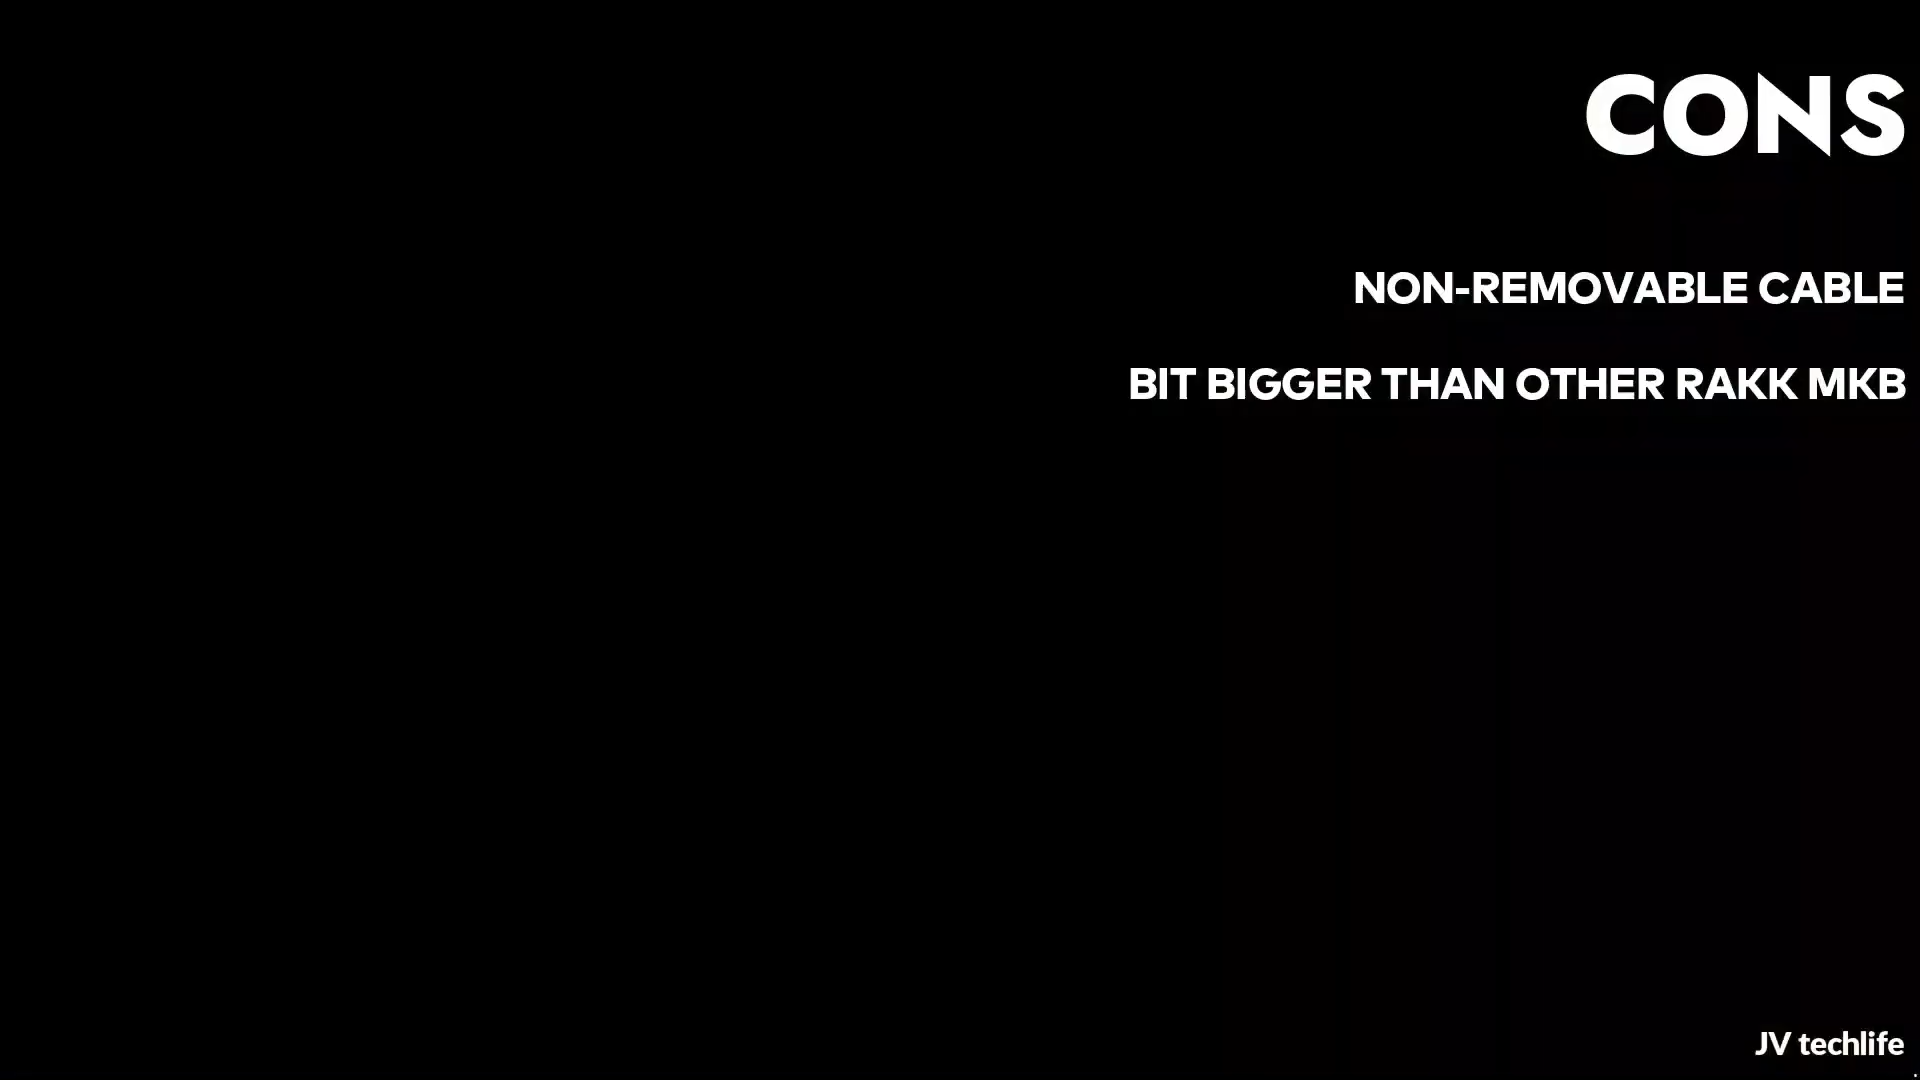 CONS
NON-REMOVABLE CABLE
BIT BIGGER THAN OTHER RAKK MKB
JV techlife